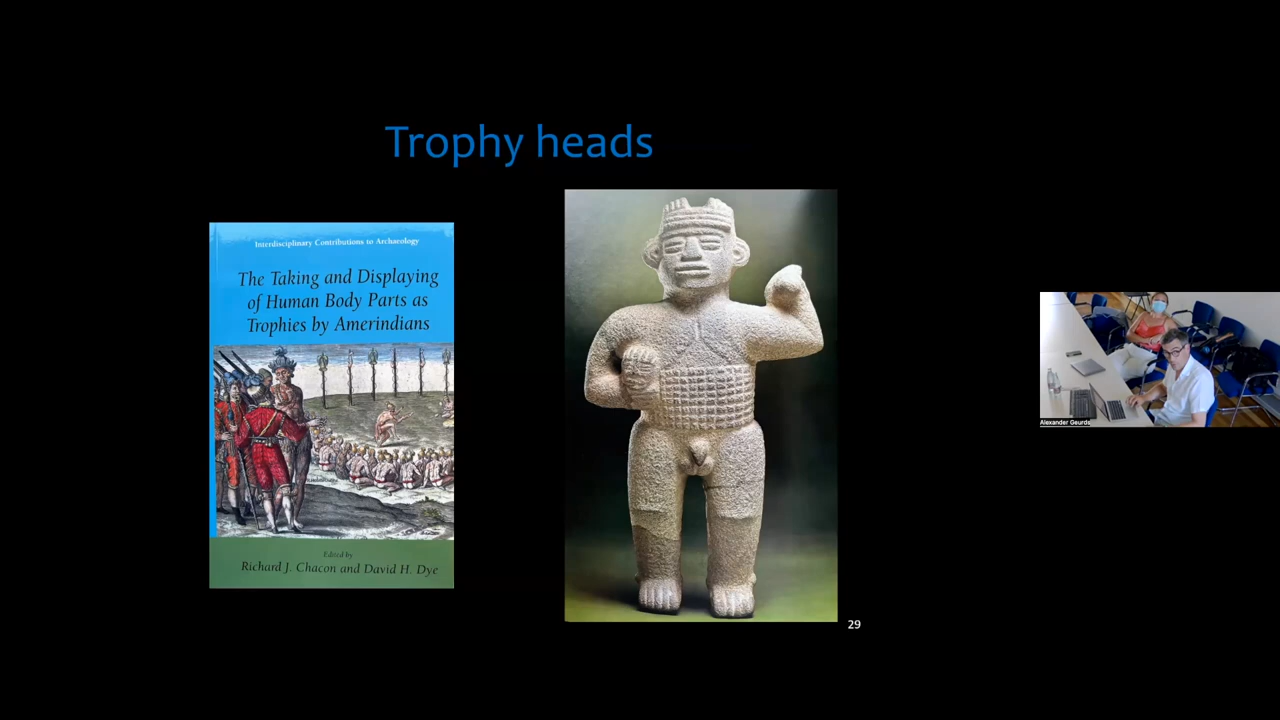 Trophy heads
Interdisciplinary Contributions to Archaeology
The Taking and Displaying
of Human Body Parts as
Trophies by Amerindians
Edited by
Richard J. Chacon and David H. Dye
29
Alexander Geurds